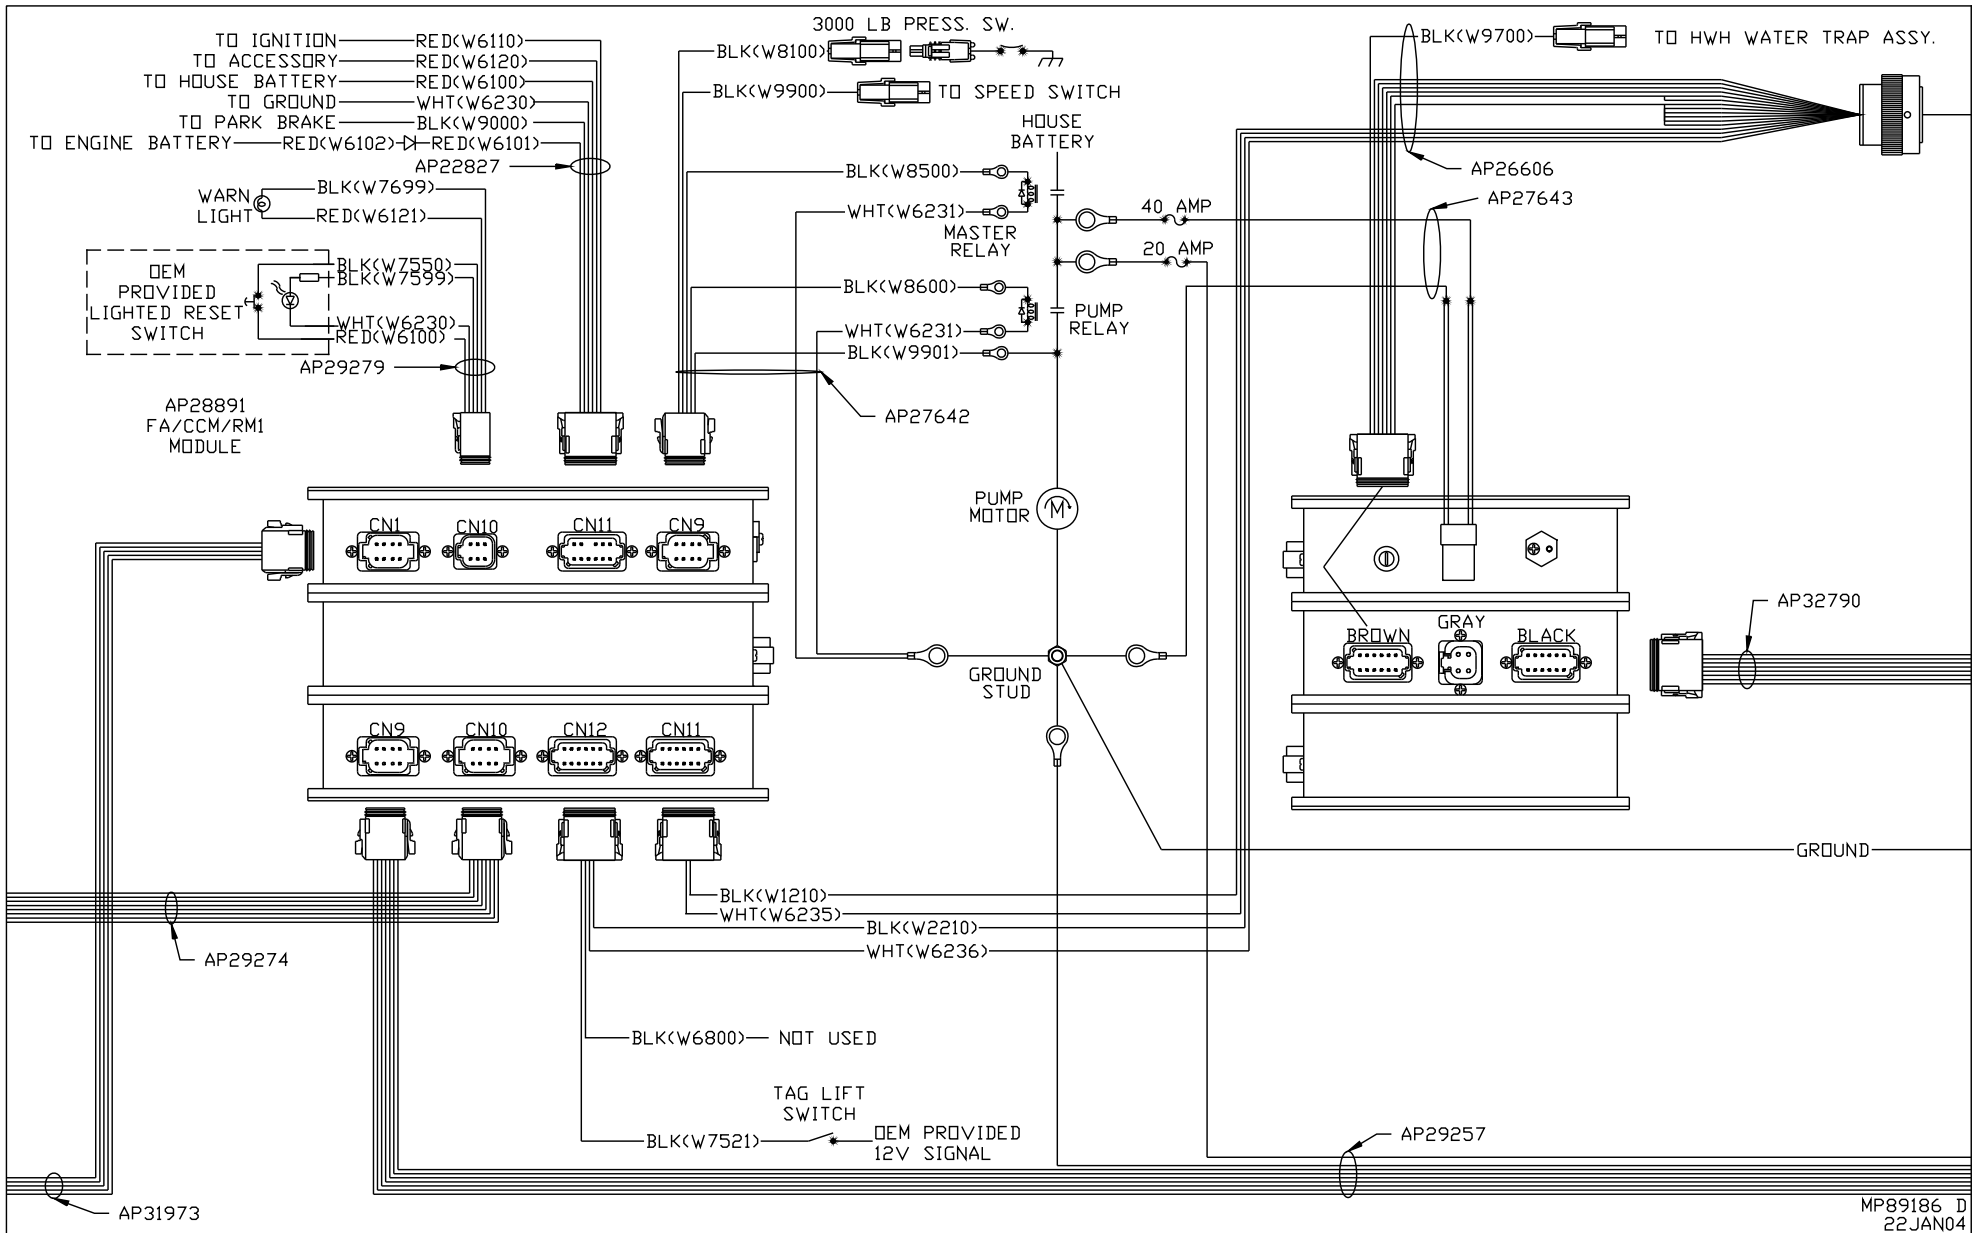 3000 LB PRESS. SW.
TO IGNITION RED(W6110)
TO ACCESSORY RED(W6120)
TO HOUSE BATTERY RED(W6100)
TO GROUND WHT(W6230)
TO PARK BRAKE BLK(W9000)
TO ENGINE BATTERY RED(W6102) RED(W6101)
AP22827
BLK(W8100)
BLK(W9900) TO SPEED SWITCH
BLK(W9700) TO HWH WATER TRAP ASSY.
HOUSE
BATTERY
WARN
LIGHT
BLK(W7699)
RED(W6121)
BLK(W8500)
WHT(W6231)
MASTER
RELAY
40 AMP
20 AMP
AP26606
AP27643
OEM
PROVIDED
LIGHTED RESET
SWITCH
BLK(W7550)
BLK(W7599)
WHT(W6230)
RED(W6100)
AP29279
BLK(W8600)
WHT(W6231)
BLK(W9901)
PUMP
RELAY
AP27642
AP28891
FA/CCM/RM1
MODULE
PUMP
MOTOR
M
CN1 CN10 CN11 CN9
AP32790
BROWN GRAY BLACK
GROUND
STUD
CN9 CN10 CN12 CN11
GROUND
BLK(W1210)
WHT(W6235)
BLK(W2210)
WHT(W6236)
AP29274
BLK(W6800) NOT USED
TAG LIFT
SWITCH
BLK(W7521)
OEM PROVIDED
12V SIGNAL
AP29257
AP31973
MP89186 D
22JAN04